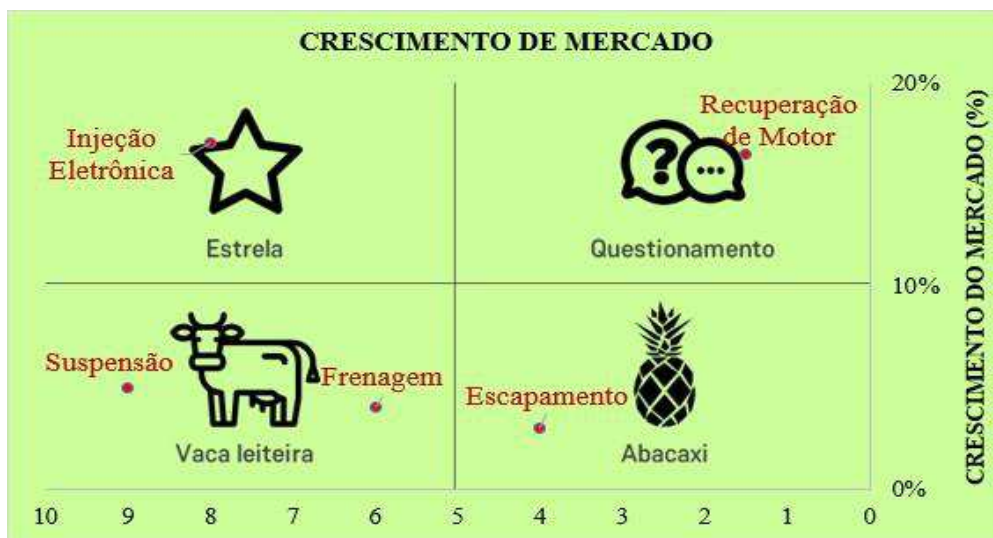 CRESCIMENTO DE MERCADO
20%
Injeção
Eletrônica
Recuperação
de Motor
?
...
Estrela
Questionamento
10%
CRESCIMENTO DO MERCADO (%)
Suspensão
Frenagem
Escapamento
Vaca leiteira
Abacaxi
0%
10 9 8 7 6 5 4 3 2 1 0